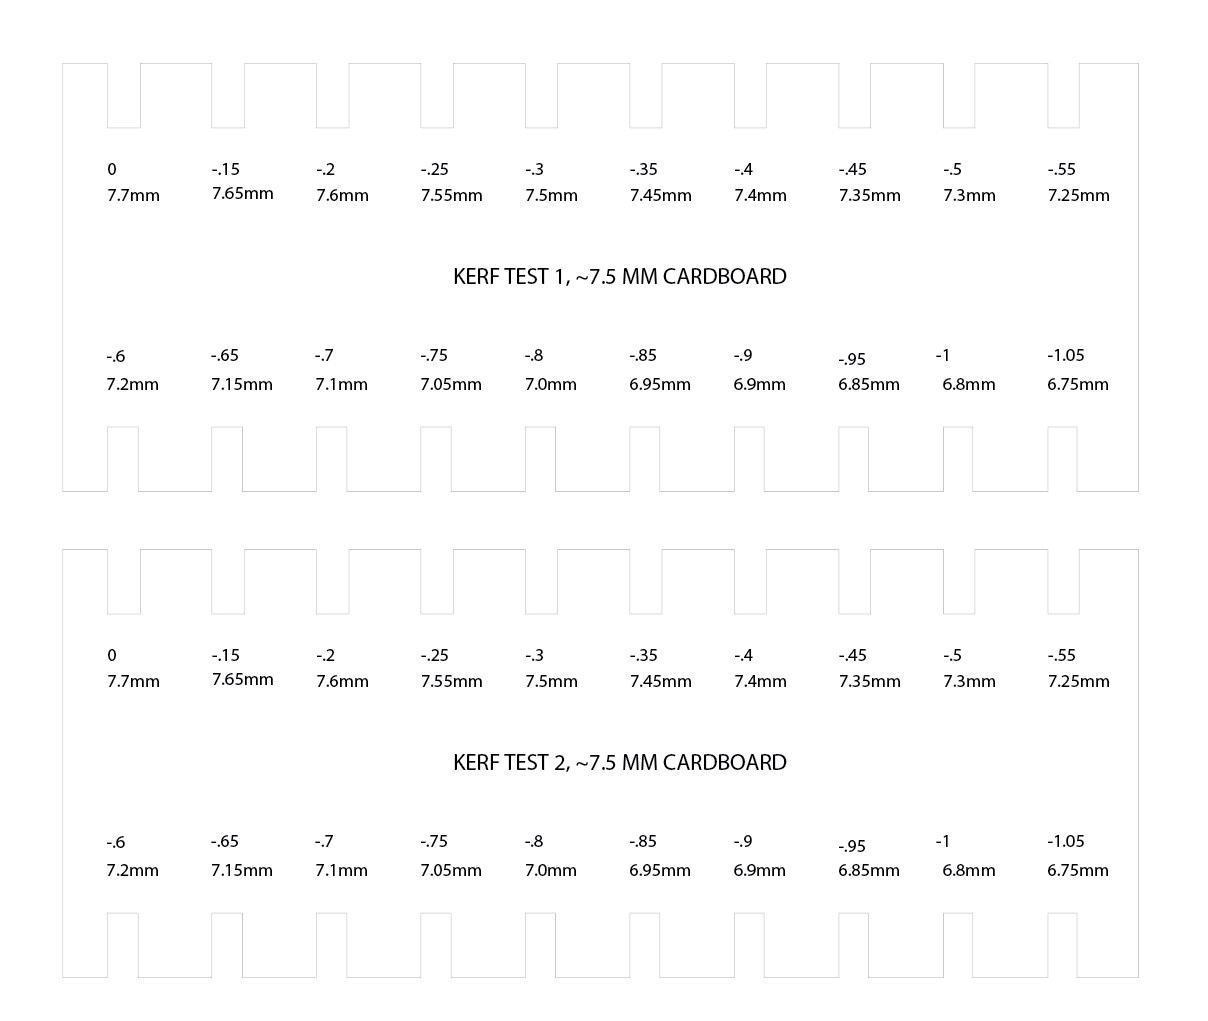 0 -.15 -.2 -.25 -.3 -.35 -.4 -.45 -.5 -.55
7.7mm 7.65mm 7.6mm 7.55mm 7.5mm 7.45mm 7.4mm 7.35mm 7.3mm 7.25mm
KERF TEST 1, ~7.5 MM CARDBOARD
-.6 -.65 -.7 -.75 -.8 -.85 -.9 -.95 -1 -1.05
7.2mm 7.15mm 7.1mm 7.05mm 7.0mm 6.95mm 6.9mm 6.85mm 6.8mm 6.75mm
0 -.15 -.2 -.25 -.3 -.35 -.4 -.45 -.5 -.55
7.7mm 7.65mm 7.6mm 7.55mm 7.5mm 7.45mm 7.4mm 7.35mm 7.3mm 7.25mm
KERF TEST 2, ~7.5 MM CARDBOARD
-.6 -.65 -.7 -.75 -.8 -.85 -.9 -.95 -1 -1.05
7.2mm 7.15mm 7.1mm 7.05mm 7.0mm 6.95mm 6.9mm 6.85mm 6.8mm 6.75mm